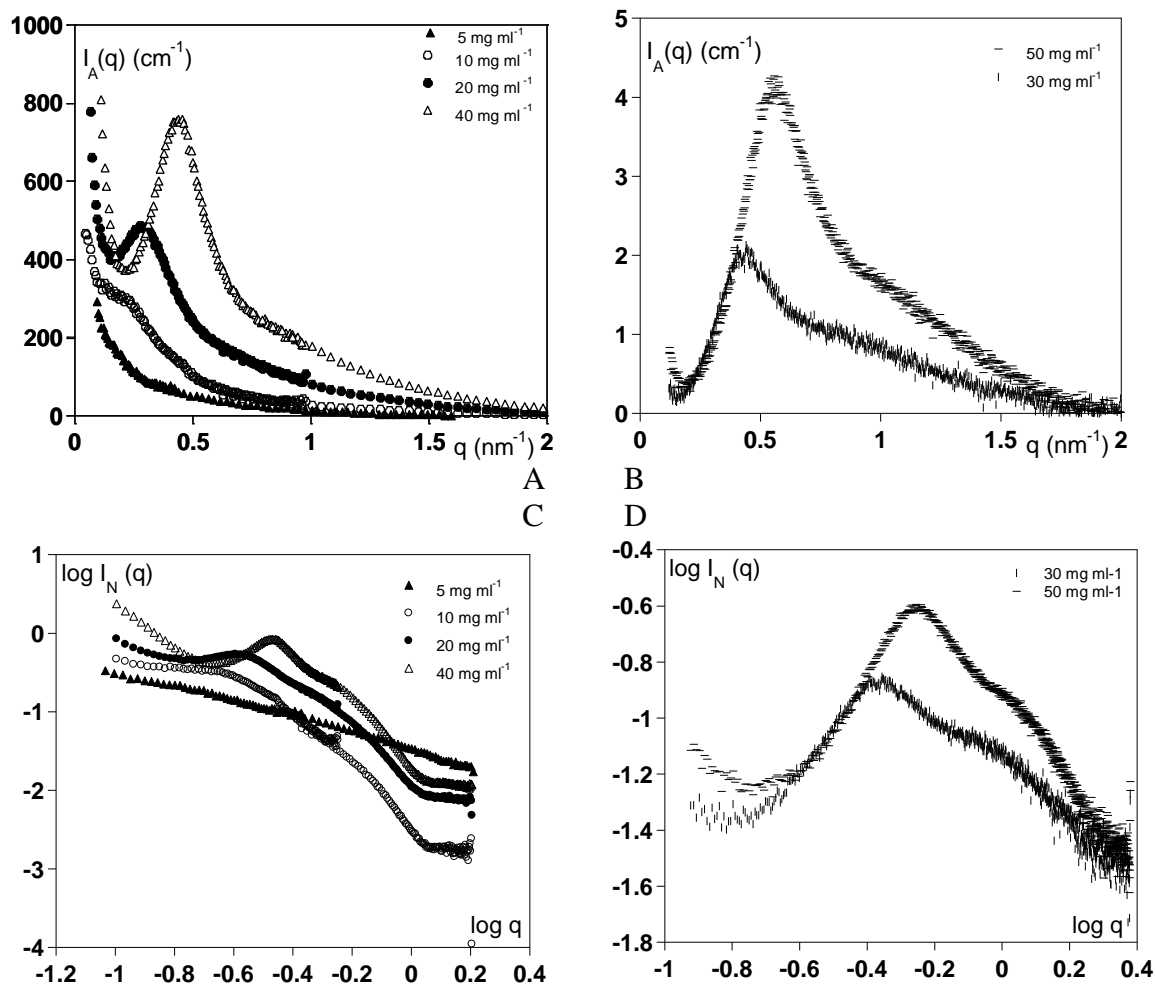 1000
800
600
400
200
0
I_A(q) (cm⁻¹)
5 mg ml⁻¹
10 mg ml⁻¹
20 mg ml⁻¹
40 mg ml⁻¹
0 0.5 1 1.5 2
q (nm⁻¹)
A
5
4
3
2
1
0
I_A(q) (cm⁻¹)
50 mg ml⁻¹
30 mg ml⁻¹
0 0.5 1 1.5 2
q (nm⁻¹)
B
C
1
0
-1
-2
-3
-4
log I_N (q)
5 mg ml⁻¹
10 mg ml⁻¹
20 mg ml⁻¹
40 mg ml⁻¹
log q
-1.2 -1 -0.8 -0.6 -0.4 -0.2 0 0.2 0.4
D
-0.4
-0.6
-0.8
-1
-1.2
-1.4
-1.6
-1.8
log I_N (q)
30 mg ml-1
50 mg ml-1
log q
-1 -0.8 -0.6 -0.4 -0.2 0 0.2 0.4